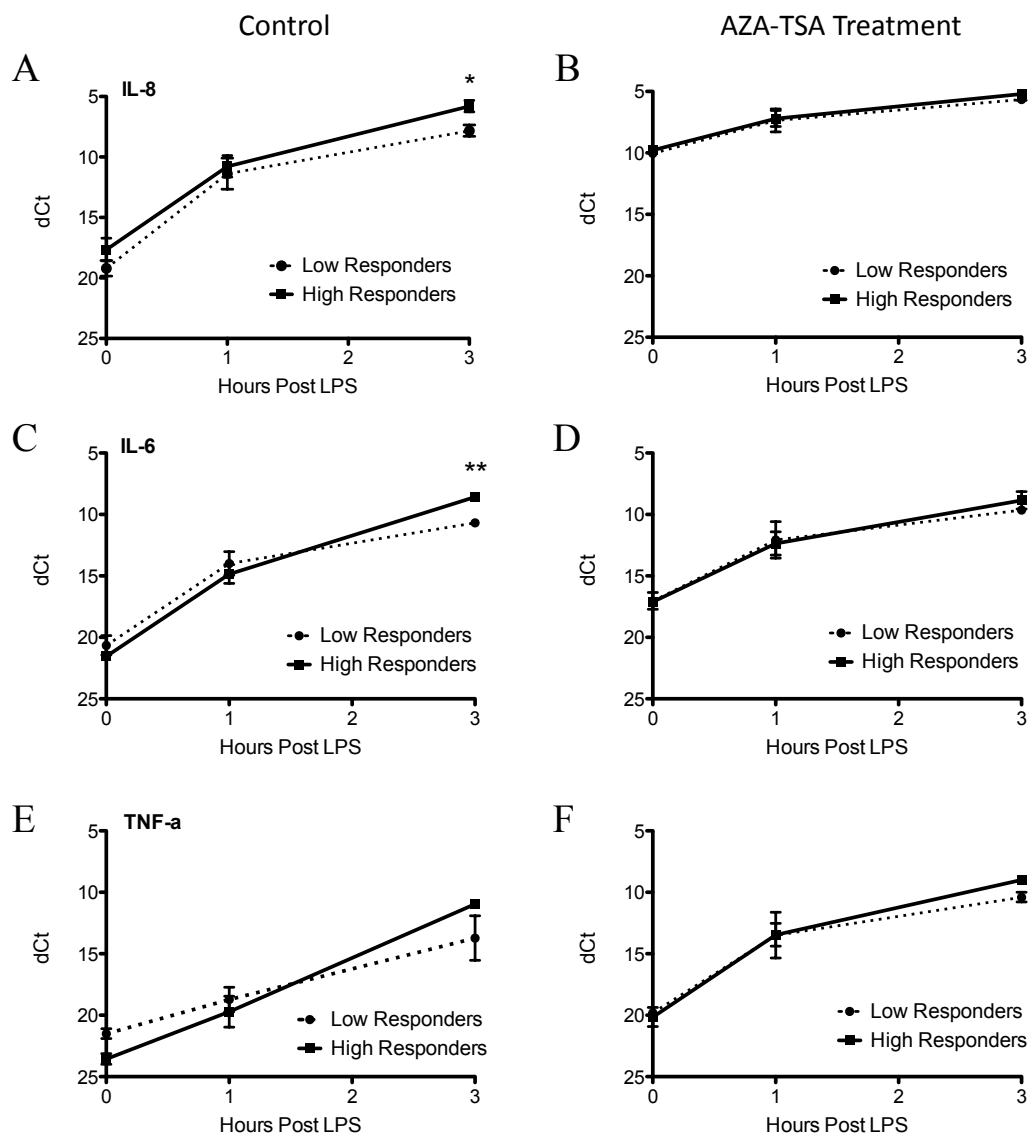 Control
AZA-TSA Treatment
A
IL-8
*
5
10
15
20
25
dCt
Low Responders
High Responders
0
1
2
3
Hours Post LPS
B
5
10
15
20
25
dCt
Low Responders
High Responders
0
1
2
3
Hours Post LPS
C
IL-6
**
5
10
15
20
25
dCt
Low Responders
High Responders
0
1
2
3
Hours Post LPS
D
5
10
15
20
25
dCt
Low Responders
High Responders
0
1
2
3
Hours Post LPS
E
TNF-a
5
10
15
20
25
dCt
Low Responders
High Responders
0
1
2
3
Hours Post LPS
F
5
10
15
20
25
dCt
Low Responders
High Responders
0
1
2
3
Hours Post LPS